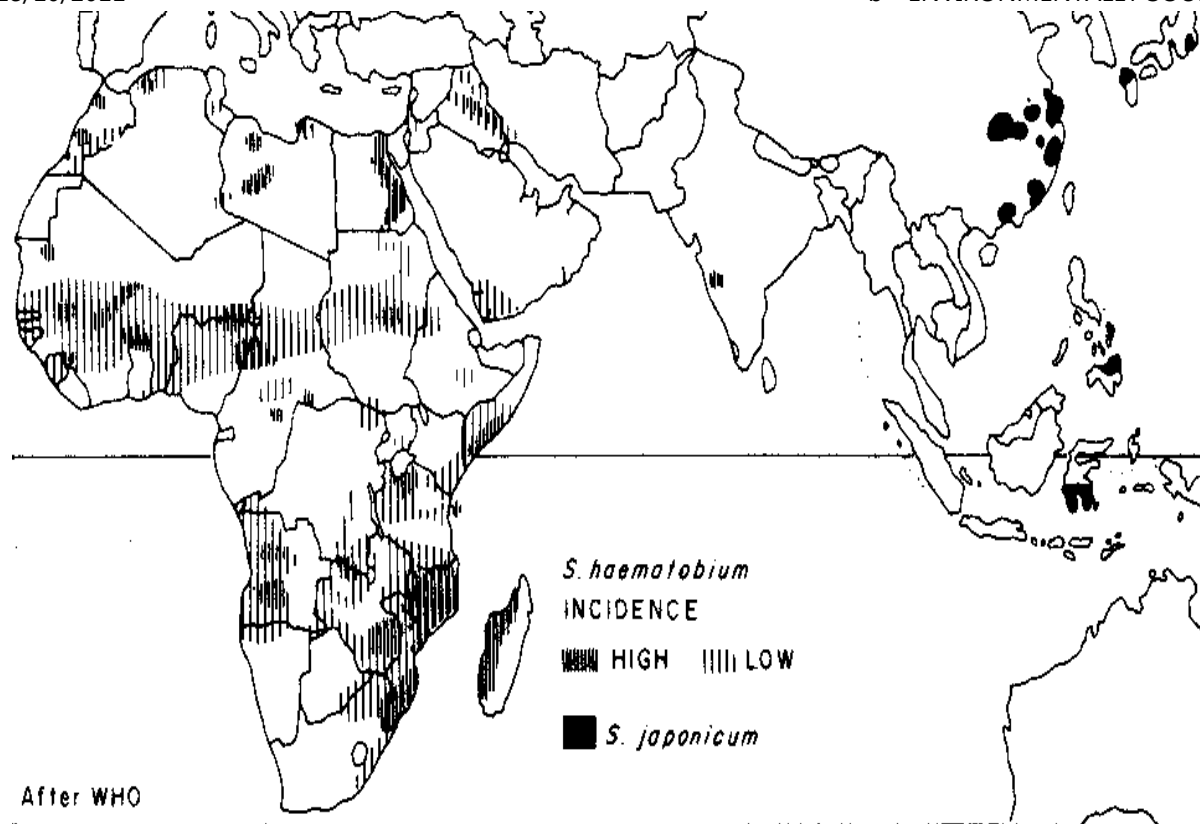 S. haematobium
INCIDENCE
HIGH LOW
S. japonicum
After WHO